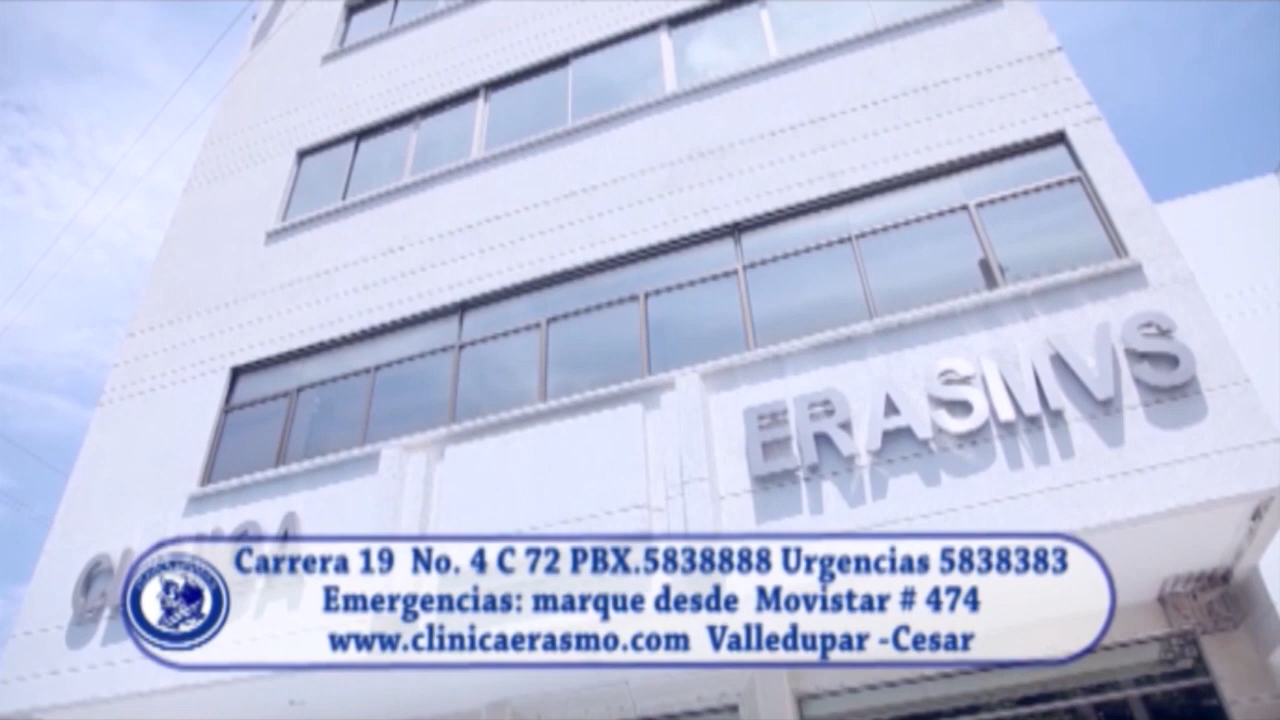 ERASMVS
Carrera 19 No. 4 C 72 PBX.5838888 Urgencias 5838383
Emergencias: marque desde Movistar # 474
www.clinicaerasmo.com Valledupar -Cesar